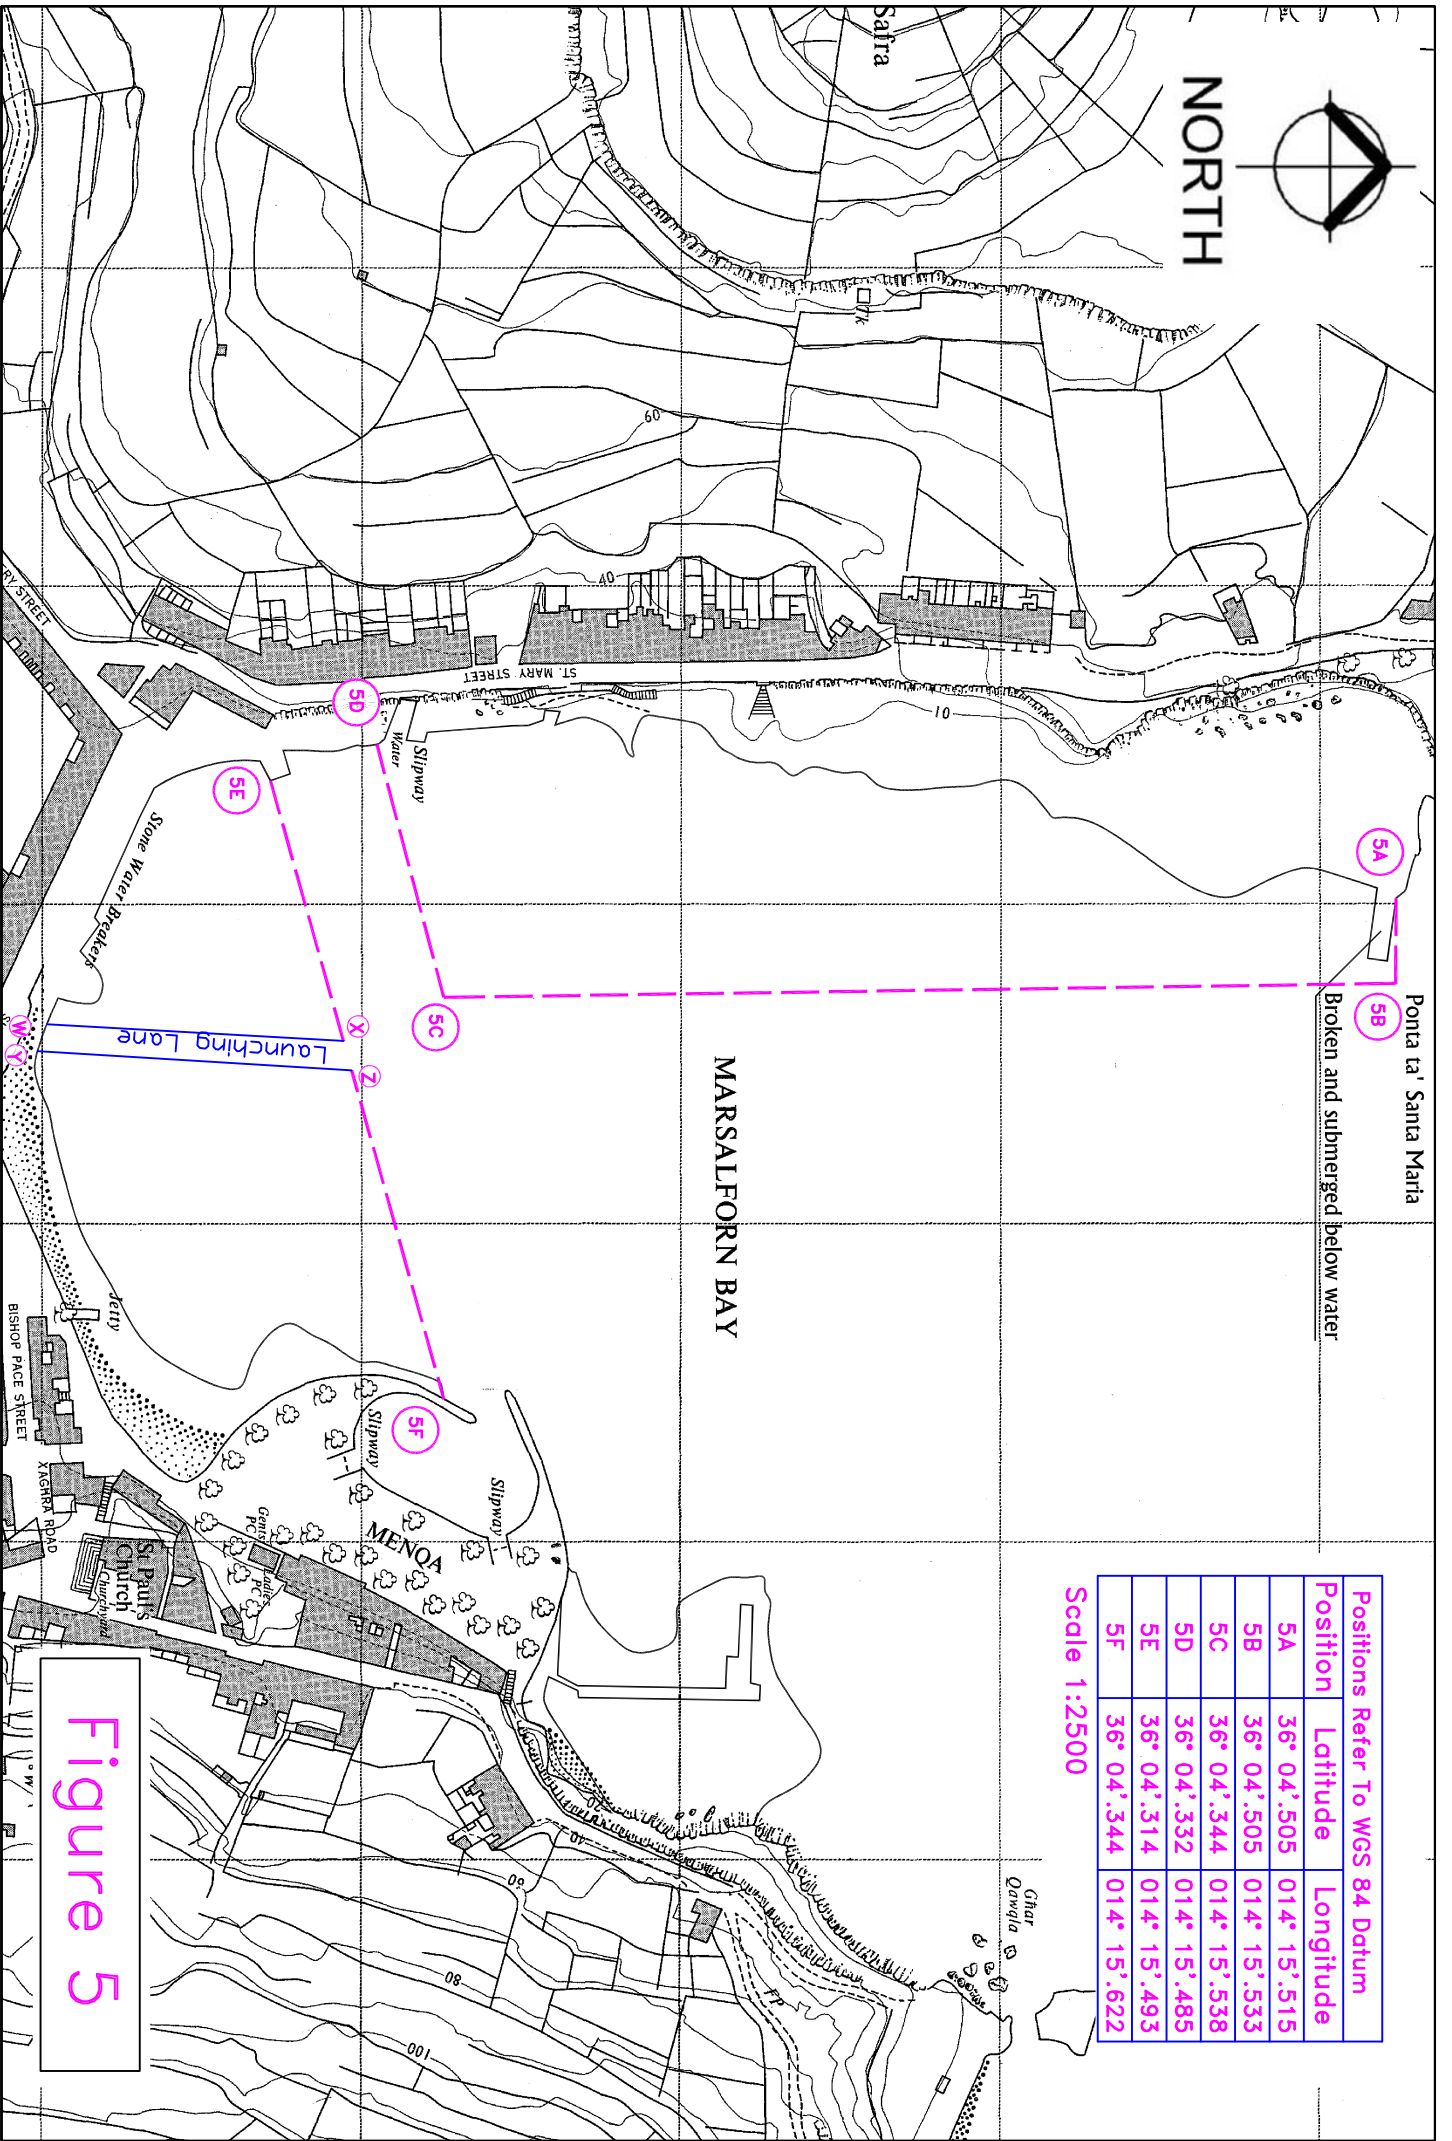 NORTH
Safra
Tk
60
40
10
ST. MARY STREET
RY STREET
5A
5B
5C
5D
5E
5F
Ponta ta' Santa Maria
Broken and submerged below water
MARSALFORN BAY
Slipway
Water
Stone Water Breakers
Launching Lane
W
Y
X
Z
Jetty
Slipway
Slipway
MENQA
Gents
PC
Ladies
PC
BISHOP PACE STREET
XAGHRA ROAD
St Paul's
Church
Churchyard
20
40
60
80
100
FP
Għar
Qawqla
Positions Refer To WGS 84 Datum
Position Latitude Longitude
5A 36° 04'.505 014° 15'.515
5B 36° 04'.505 014° 15'.533
5C 36° 04'.344 014° 15'.538
5D 36° 04'.332 014° 15'.485
5E 36° 04'.314 014° 15'.493
5F 36° 04'.344 014° 15'.622
Scale 1:2500
Figure 5